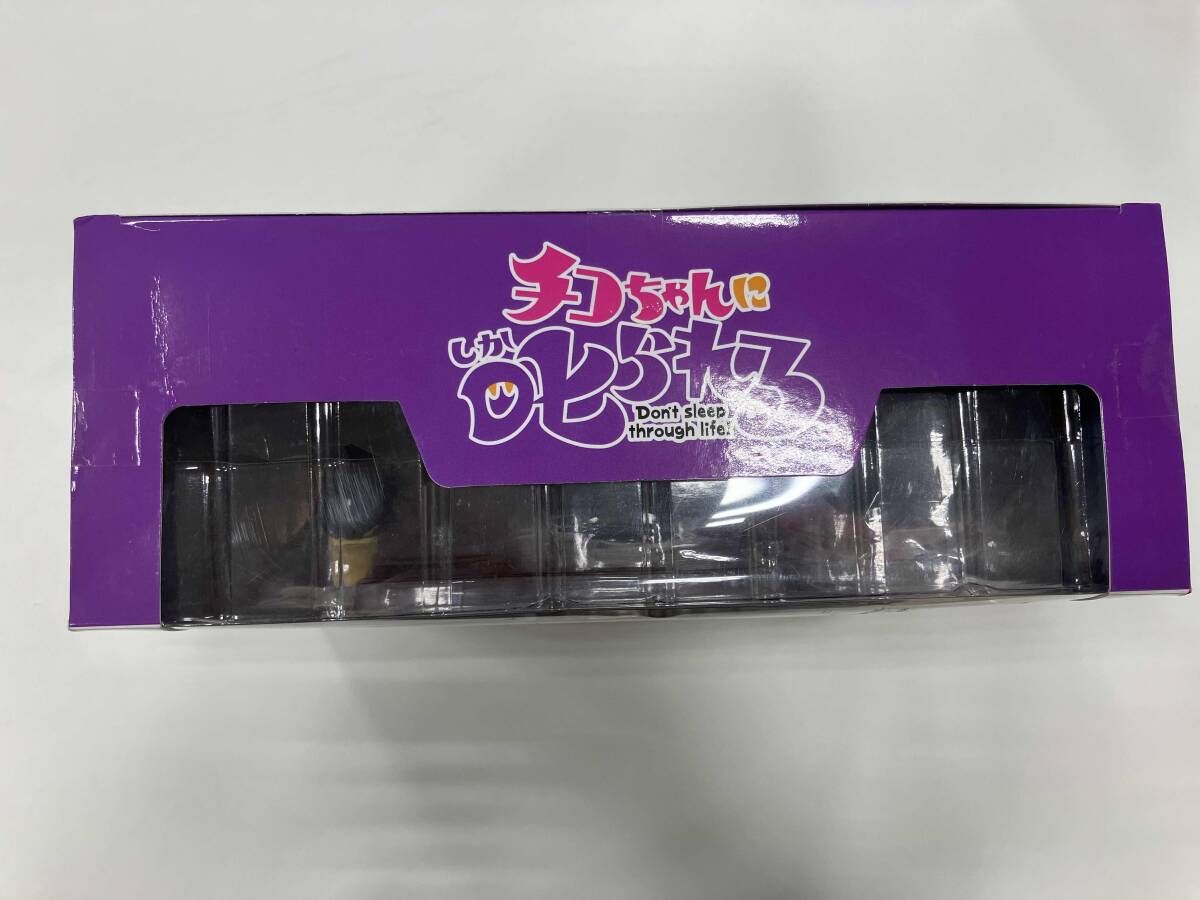 チコちゃんに
しか
叱られる
Don't sleep
through life!